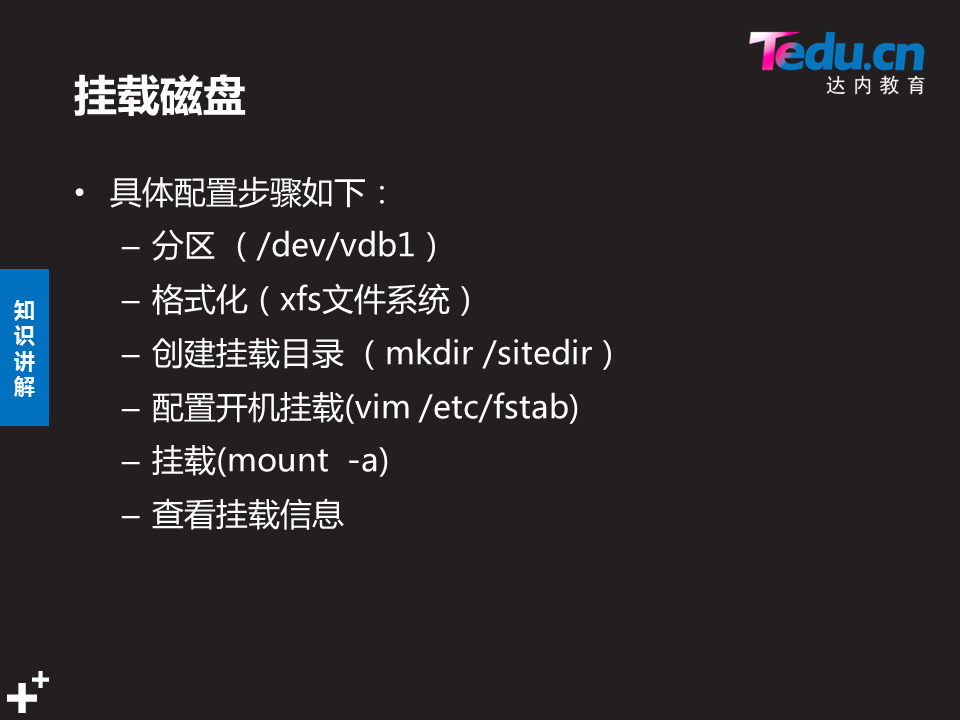 Tedu.cn
达内教育
挂载磁盘
• 具体配置步骤如下：
– 分区 （/dev/vdb1）
– 格式化（xfs文件系统）
– 创建挂载目录 （mkdir /sitedir）
– 配置开机挂载(vim /etc/fstab)
– 挂载(mount  -a)
– 查看挂载信息
知
识
讲
解